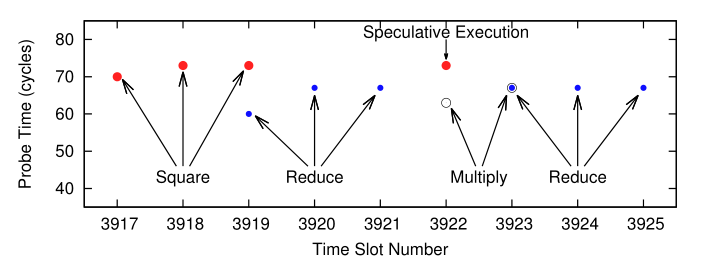 Speculative Execution
80
70
60
50
40
Probe Time (cycles)
Square
Reduce
Multiply
Reduce
3917 3918 3919 3920 3921 3922 3923 3924 3925
Time Slot Number